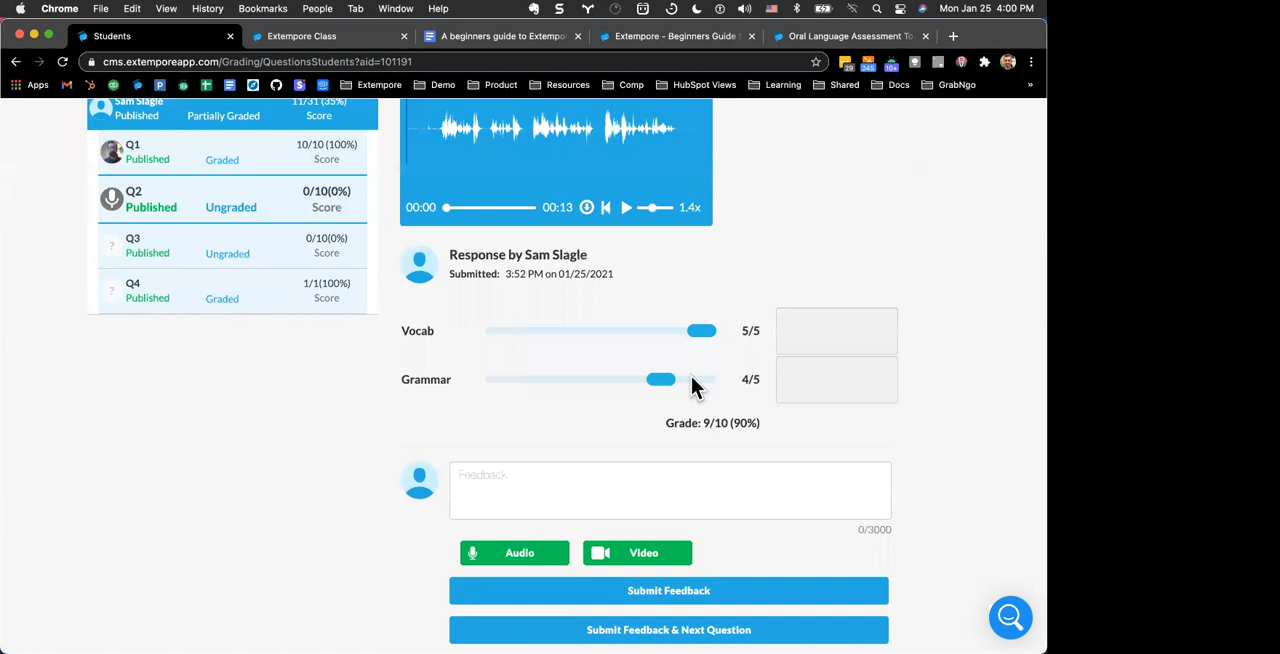 Chrome File Edit View History Bookmarks People Tab Window Help Mon Jan 25 4:00 PM
Students Extempore Class A beginners guide to Extempo Extempore - Beginners Guide Oral Language Assessment To
cms.extemporeapp.com/Grading/QuestionsStudents?aid=101191 29 345 10+
Apps Extempore Demo Product Resources Comp HubSpot Views Learning Shared Docs GrabNgo »
Sam Slagle 11/31 (35%)
Published Partially Graded Score
Q1 10/10 (100%)
Published Graded Score
Q2 0/10(0%)
Published Ungraded Score
Q3 0/10(0%)
? Published Ungraded Score
Q4 1/1(100%)
? Published Graded Score
00:00 00:13 1.4x
Response by Sam Slagle
Submitted: 3:52 PM on 01/25/2021
Vocab 5/5
Grammar 4/5
Grade: 9/10 (90%)
Feedback
0/3000
Audio Video
Submit Feedback
Submit Feedback & Next Question